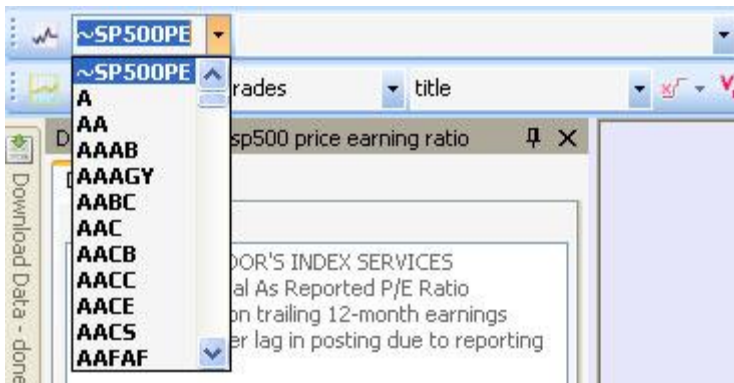 ~SP500PE
~SP500PE
A
AA
AAAB
AAAGY
AABC
AAC
AACB
AACC
AACE
AACS
AAFAF
rades title
D sp500 price earning ratio
OOR'S INDEX SERVICES
al As Reported P/E Ratio
on trailing 12-month earnings
er lag in posting due to reporting
Download Data - done